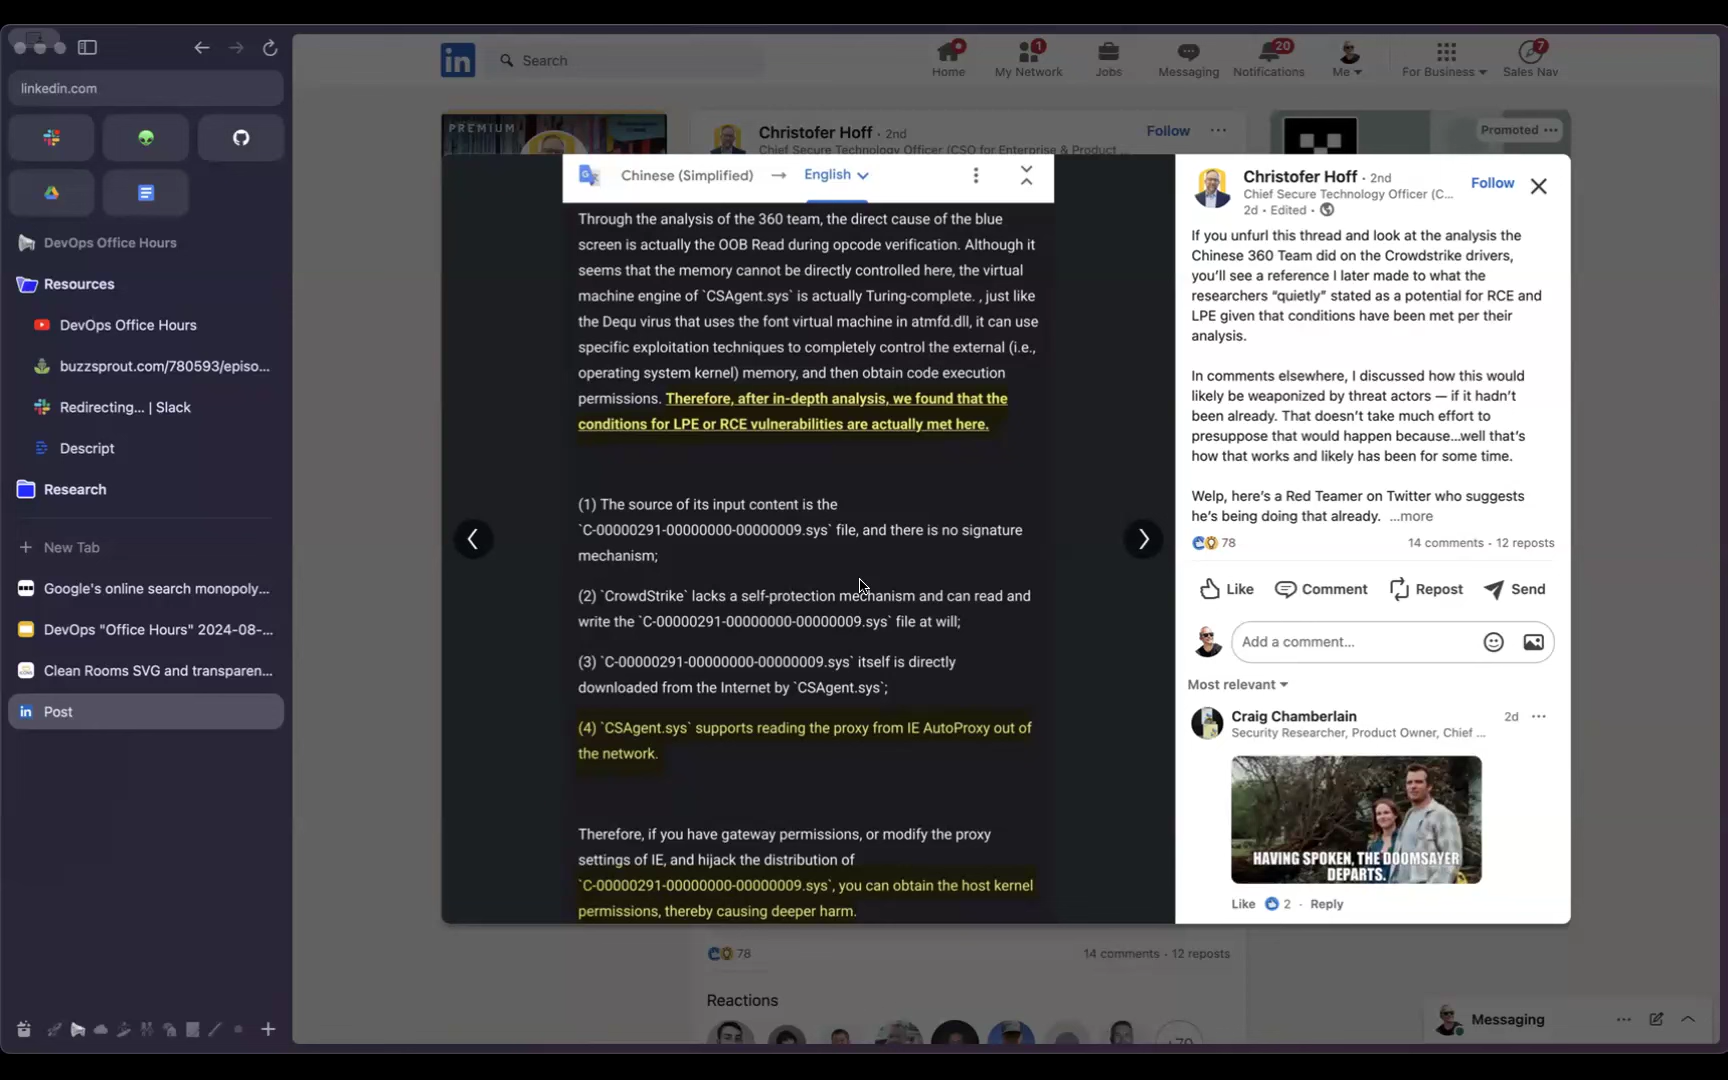 linkedin.com
DevOps Office Hours
Resources
DevOps Office Hours
buzzsprout.com/780593/episo...
Redirecting... | Slack
Descript
Research
New Tab
Google's online search monopoly...
DevOps "Office Hours" 2024-08-...
Clean Rooms SVG and transparen...
in Post
in
Search
Home
1
My Network
Jobs
Messaging
20
Notifications
Me
For Business
7
Sales Nav
PREMIUM
Christofer Hoff · 2nd
Follow
Chief Secure Technology Officer (CSO for Enterprise & Product ...
Promoted
Chinese (Simplified) → English
Through the analysis of the 360 team, the direct cause of the blue
screen is actually the OOB Read during opcode verification. Although it
seems that the memory cannot be directly controlled here, the virtual
machine engine of `CSAgent.sys` is actually Turing-complete. , just like
the Dequ virus that uses the font virtual machine in atmfd.dll, it can use
specific exploitation techniques to completely control the external (i.e.,
operating system kernel) memory, and then obtain code execution
permissions. Therefore, after in-depth analysis, we found that the
conditions for LPE or RCE vulnerabilities are actually met here.
(1) The source of its input content is the
`C-00000291-00000000-00000009.sys` file, and there is no signature
mechanism;
(2) `CrowdStrike` lacks a self-protection mechanism and can read and
write the `C-00000291-00000000-00000009.sys` file at will;
(3) `C-00000291-00000000-00000009.sys` itself is directly
downloaded from the Internet by `CSAgent.sys`;
(4) `CSAgent.sys` supports reading the proxy from IE AutoProxy out of
the network.
Therefore, if you have gateway permissions, or modify the proxy
settings of IE, and hijack the distribution of
`C-00000291-00000000-00000009.sys`, you can obtain the host kernel
permissions, thereby causing deeper harm.
Christofer Hoff · 2nd
Chief Secure Technology Officer (C...
2d · Edited ·
Follow
If you unfurl this thread and look at the analysis the
Chinese 360 Team did on the Crowdstrike drivers,
you'll see a reference I later made to what the
researchers “quietly” stated as a potential for RCE and
LPE given that conditions have been met per their
analysis.
In comments elsewhere, I discussed how this would
likely be weaponized by threat actors — if it hadn't
been already. That doesn't take much effort to
presuppose that would happen because...well that's
how that works and likely has been for some time.
Welp, here's a Red Teamer on Twitter who suggests
he's being doing that already. ...more
78
14 comments · 12 reposts
Like
Comment
Repost
Send
Add a comment...
Most relevant
Craig Chamberlain
2d
Security Researcher, Product Owner, Chief ...
HAVING SPOKEN, THE DOOMSAYER
DEPARTS.
Like 2 · Reply
78
14 comments · 12 reposts
Reactions
+70
Messaging